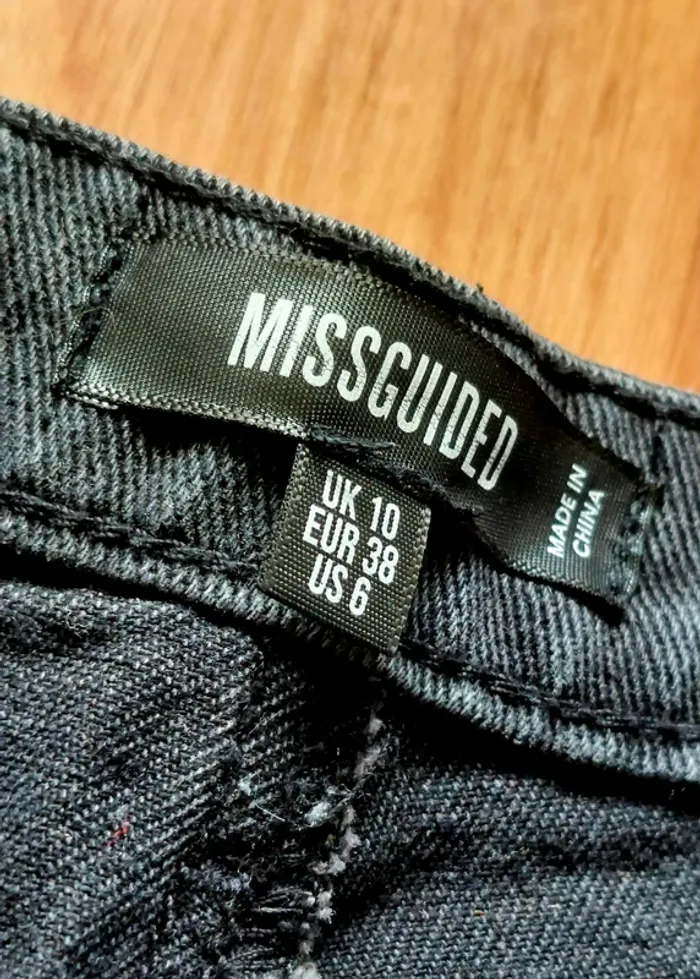 MISSGUIDED
MADE IN
CHINA
UK 10
EUR 38
US 6